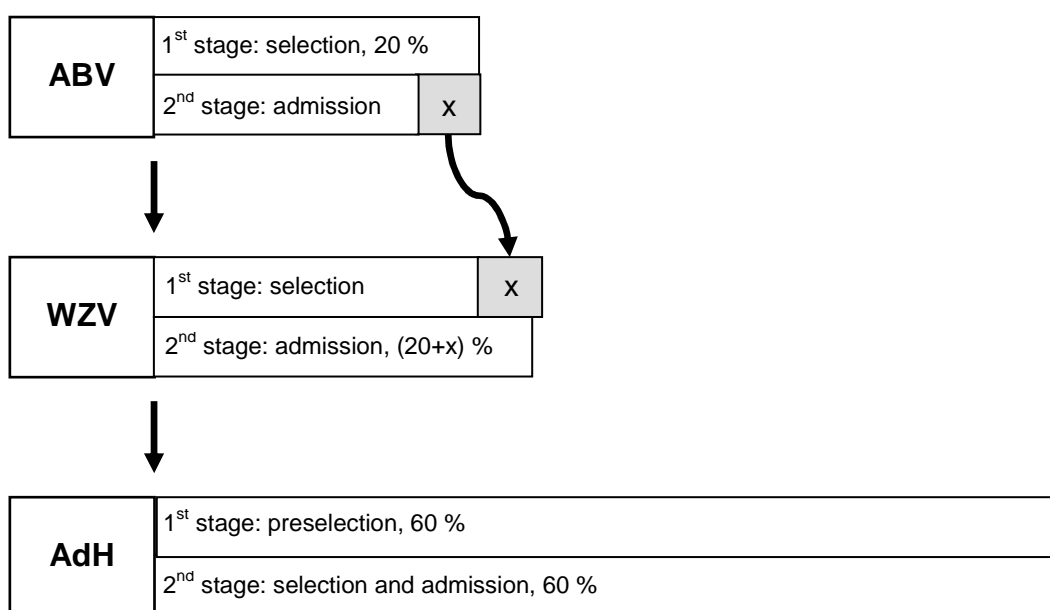 ABV
1st stage: selection, 20 %
2nd stage: admission
x
WZV
1st stage: selection
x
2nd stage: admission, (20+x) %
AdH
1st stage: preselection, 60 %
2nd stage: selection and admission, 60 %